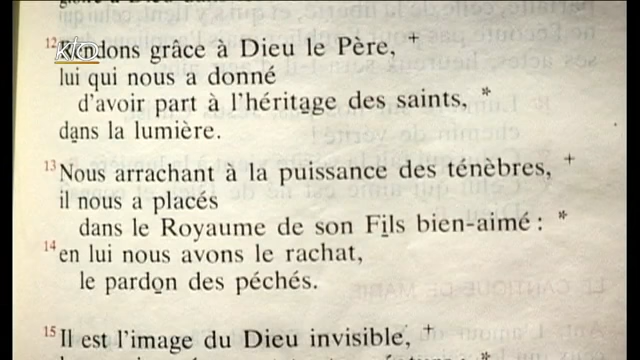 12 Rendons grâce à Dieu le Père, +
lui qui nous a donné
d'avoir part à l'héritage des saints, *
dans la lumière.
13 Nous arrachant à la puissance des ténèbres, +
il nous a placés
dans le Royaume de son Fils bien-aimé : *
14 en lui nous avons le rachat,
le pardon des péchés.
15 Il est l'image du Dieu invisible, +